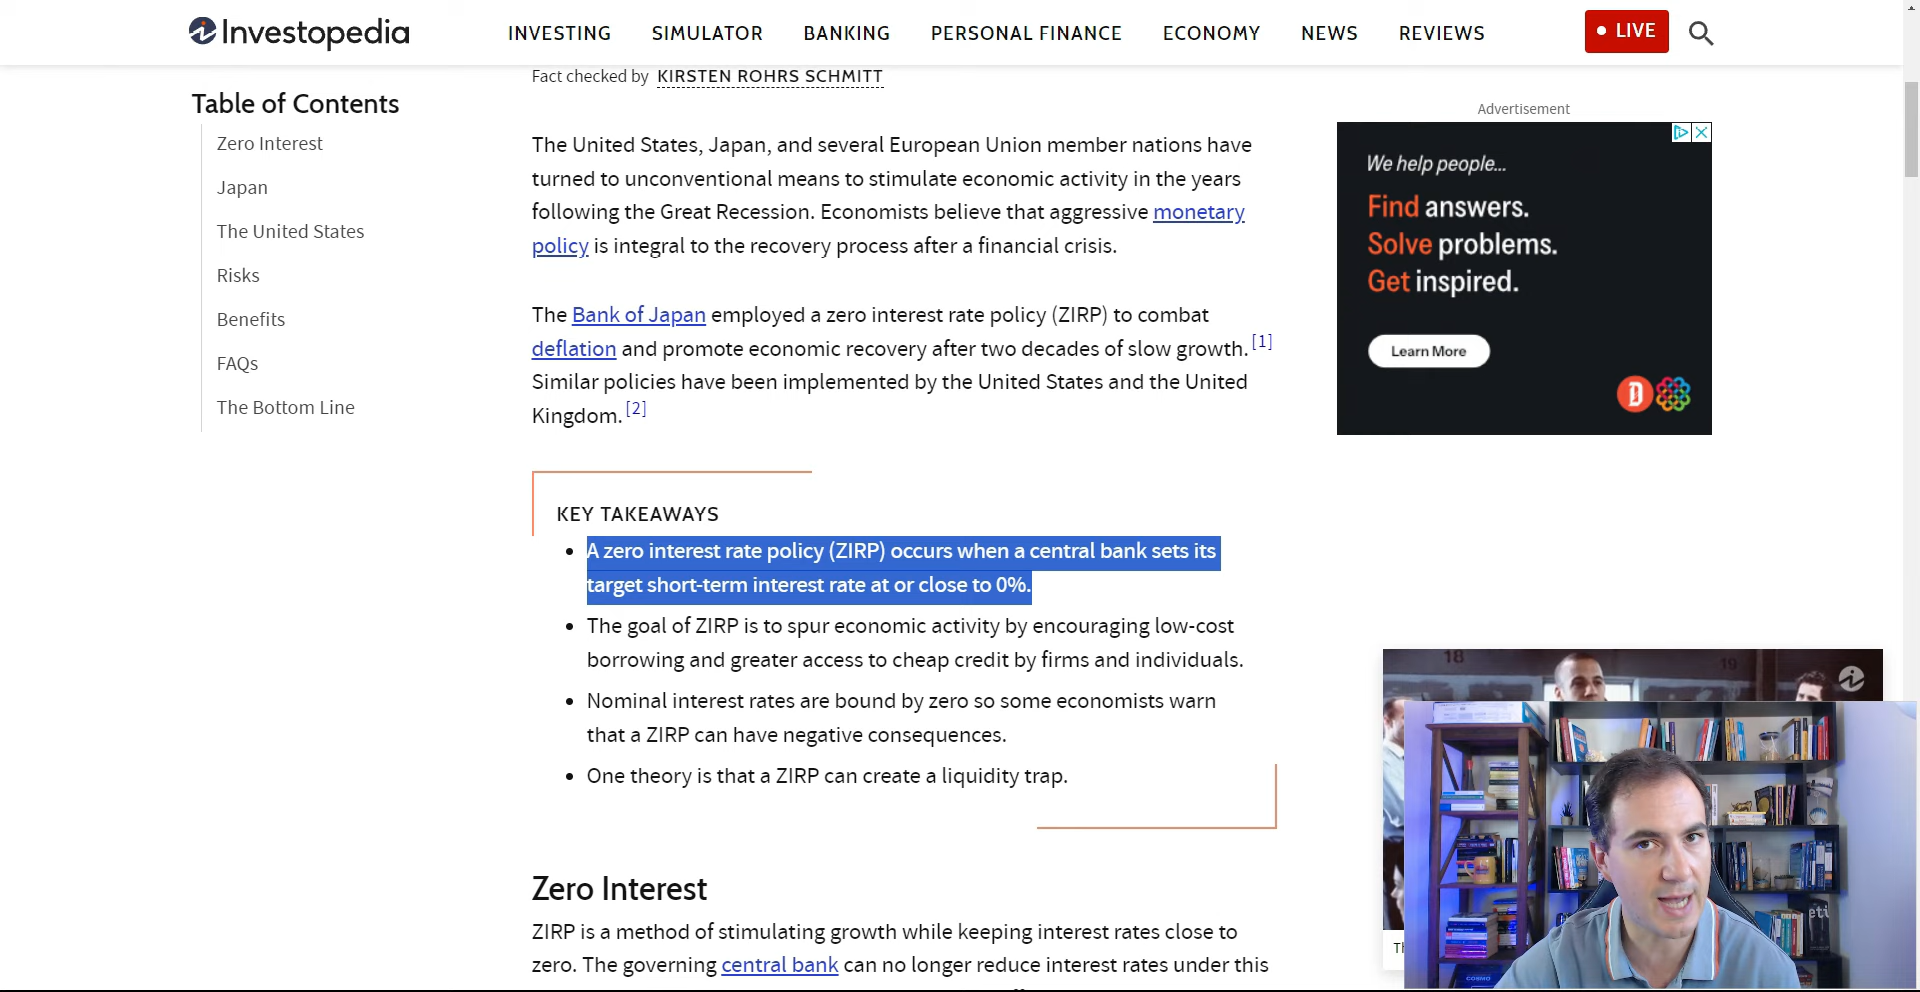 Investopedia
INVESTING SIMULATOR BANKING PERSONAL FINANCE ECONOMY NEWS REVIEWS
LIVE
Fact checked by KIRSTEN ROHRS SCHMITT
Table of Contents
Zero Interest
Japan
The United States
Risks
Benefits
FAQs
The Bottom Line
The United States, Japan, and several European Union member nations have
turned to unconventional means to stimulate economic activity in the years
following the Great Recession. Economists believe that aggressive monetary
policy is integral to the recovery process after a financial crisis.
The Bank of Japan employed a zero interest rate policy (ZIRP) to combat
deflation and promote economic recovery after two decades of slow growth. [1]
Similar policies have been implemented by the United States and the United
Kingdom. [2]
KEY TAKEAWAYS
• A zero interest rate policy (ZIRP) occurs when a central bank sets its
target short-term interest rate at or close to 0%.
• The goal of ZIRP is to spur economic activity by encouraging low-cost
borrowing and greater access to cheap credit by firms and individuals.
• Nominal interest rates are bound by zero so some economists warn
that a ZIRP can have negative consequences.
• One theory is that a ZIRP can create a liquidity trap.
Zero Interest
ZIRP is a method of stimulating growth while keeping interest rates close to
zero. The governing central bank can no longer reduce interest rates under this
Advertisement
We help people...
Find answers.
Solve problems.
Get inspired.
Learn More
D
18
19
Th
COSMO